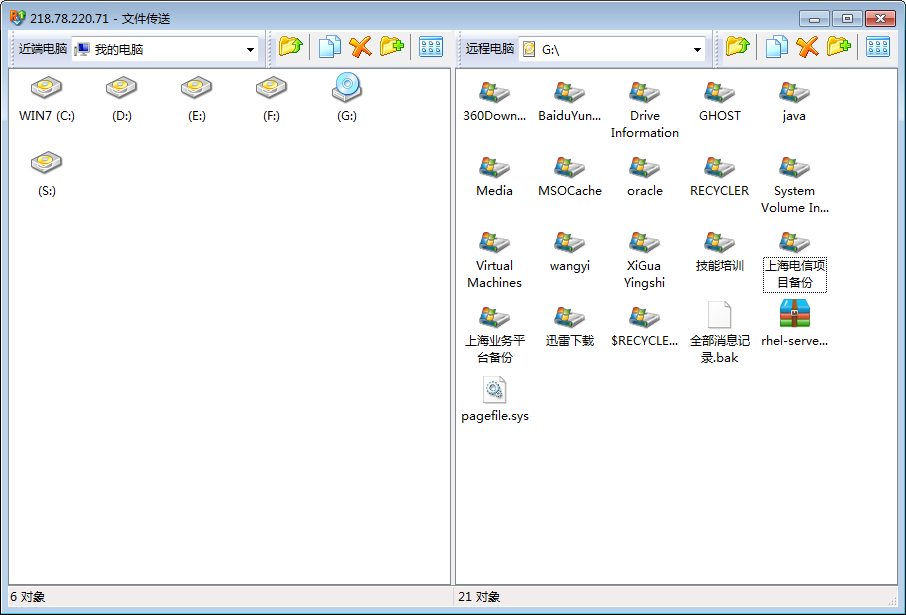 218.78.220.71 - 文件传送
近端电脑 我的电脑
远程电脑 G:\
WIN7 (C:) (D:) (E:) (F:) (G:)
(S:)
360Down... BaiduYun... Drive Information GHOST java
Media MSOCache oracle RECYCLER System Volume In...
Virtual Machines wangyi XiGua Yingshi 技能培训 上海电信项目备份
上海业务平台备份 迅雷下载 $RECYCLE... 全部消息记录.bak rhel-serve...
pagefile.sys
6 对象
21 对象